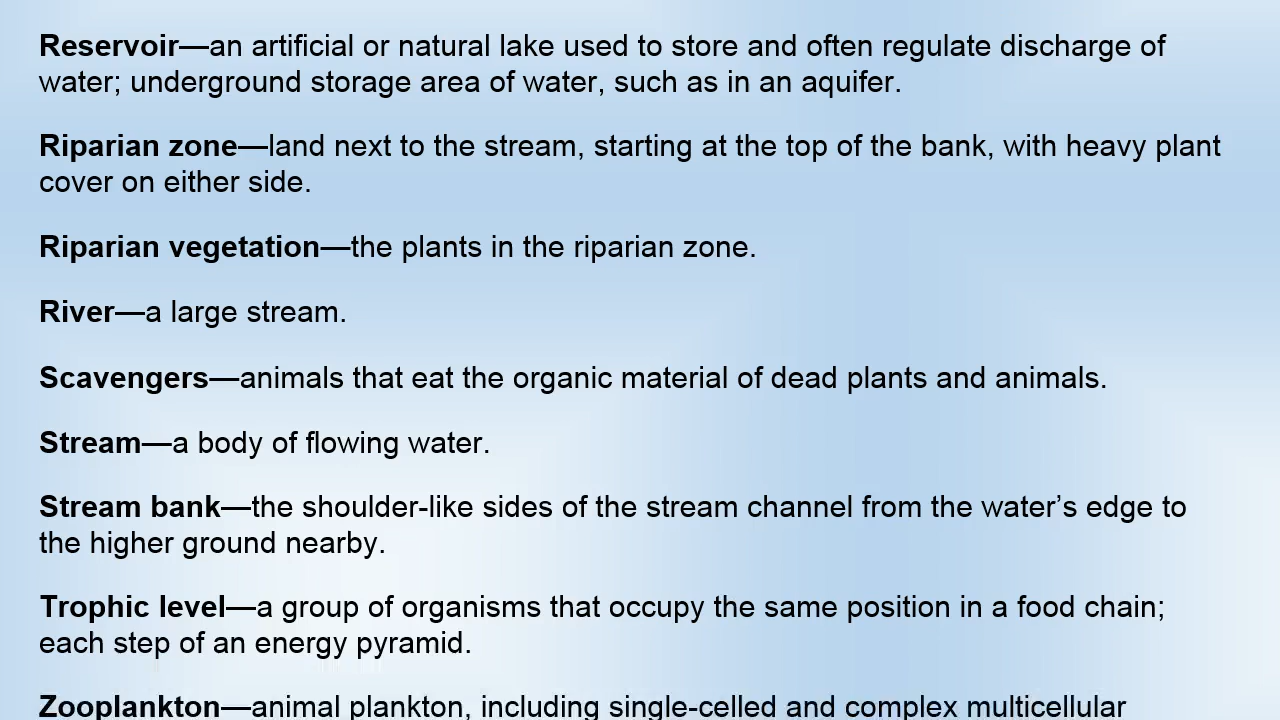 Reservoir—an artificial or natural lake used to store and often regulate discharge of
water; underground storage area of water, such as in an aquifer.
Riparian zone—land next to the stream, starting at the top of the bank, with heavy plant
cover on either side.
Riparian vegetation—the plants in the riparian zone.
River—a large stream.
Scavengers—animals that eat the organic material of dead plants and animals.
Stream—a body of flowing water.
Stream bank—the shoulder-like sides of the stream channel from the water’s edge to
the higher ground nearby.
Trophic level—a group of organisms that occupy the same position in a food chain;
each step of an energy pyramid.
Zooplankton—animal plankton, including single-celled and complex multicellular